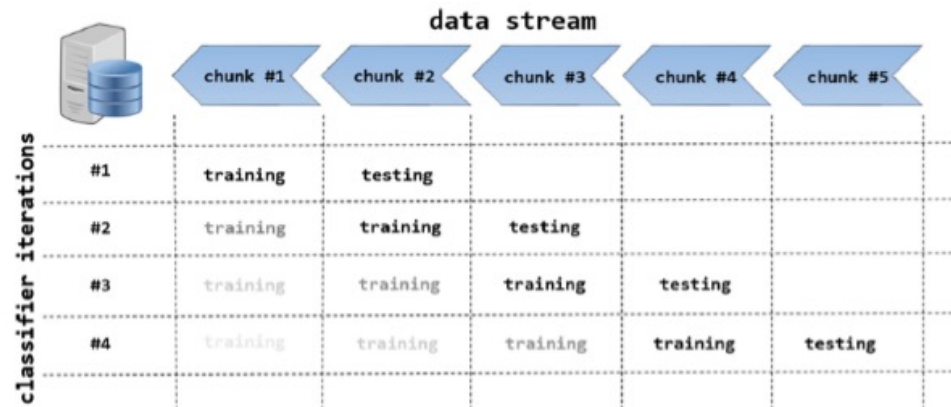 data stream
chunk #1 chunk #2 chunk #3 chunk #4 chunk #5
classifier iterations
#1 training testing
#2 training training testing
#3 training training training testing
#4 training training training training testing